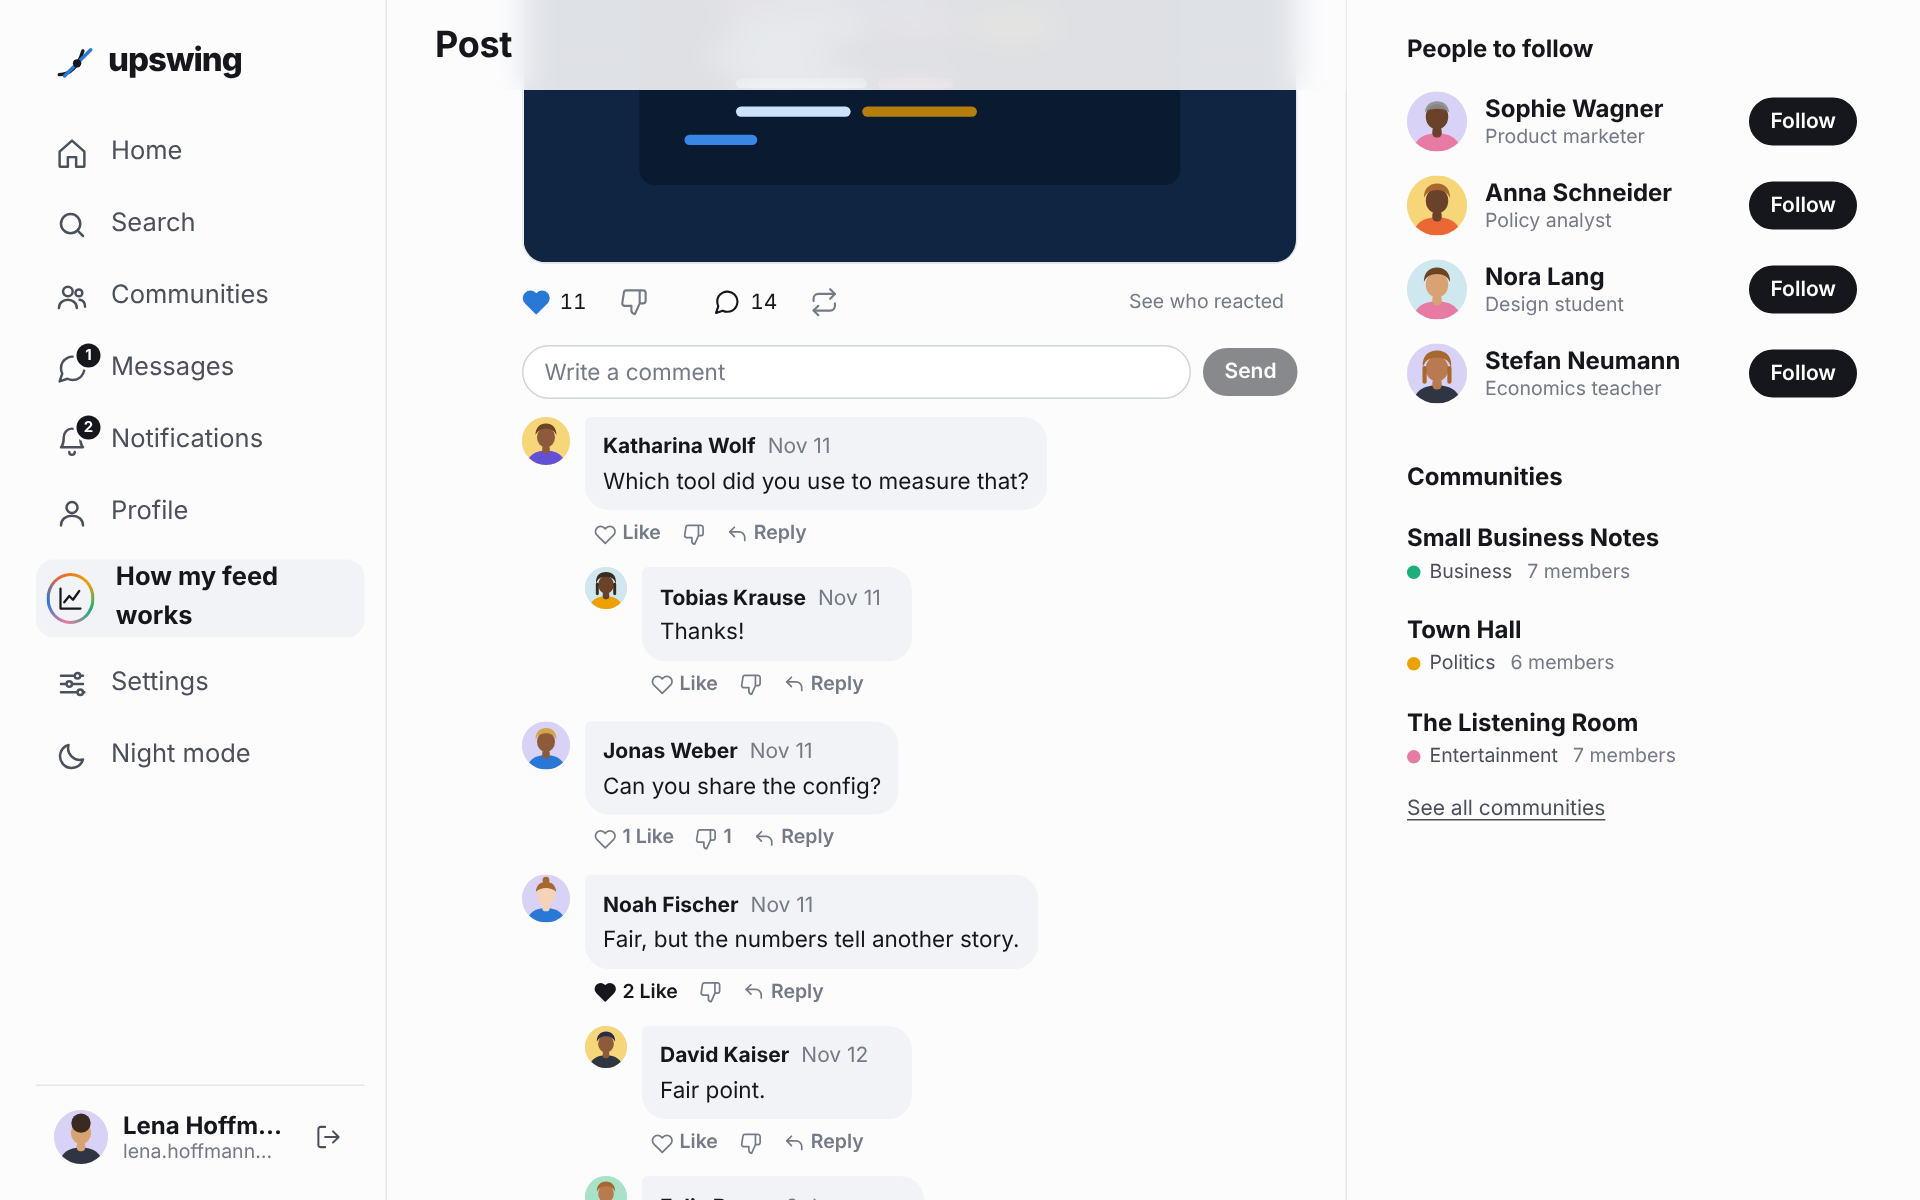 upswing
Home
Search
Communities
1
Messages
2
Notifications
Profile
How my feed
works
Settings
Night mode
Lena Hoffm...
lena.hoffmann...
Post
11
14
See who reacted
Write a comment
Send
Katharina Wolf Nov 11
Which tool did you use to measure that?
Like Reply
Tobias Krause Nov 11
Thanks!
Like Reply
Jonas Weber Nov 11
Can you share the config?
1 Like 1 Reply
Noah Fischer Nov 11
Fair, but the numbers tell another story.
2 Like Reply
David Kaiser Nov 12
Fair point.
Like Reply
People to follow
Sophie Wagner
Product marketer
Follow
Anna Schneider
Policy analyst
Follow
Nora Lang
Design student
Follow
Stefan Neumann
Economics teacher
Follow
Communities
Small Business Notes
Business 7 members
Town Hall
Politics 6 members
The Listening Room
Entertainment 7 members
See all communities